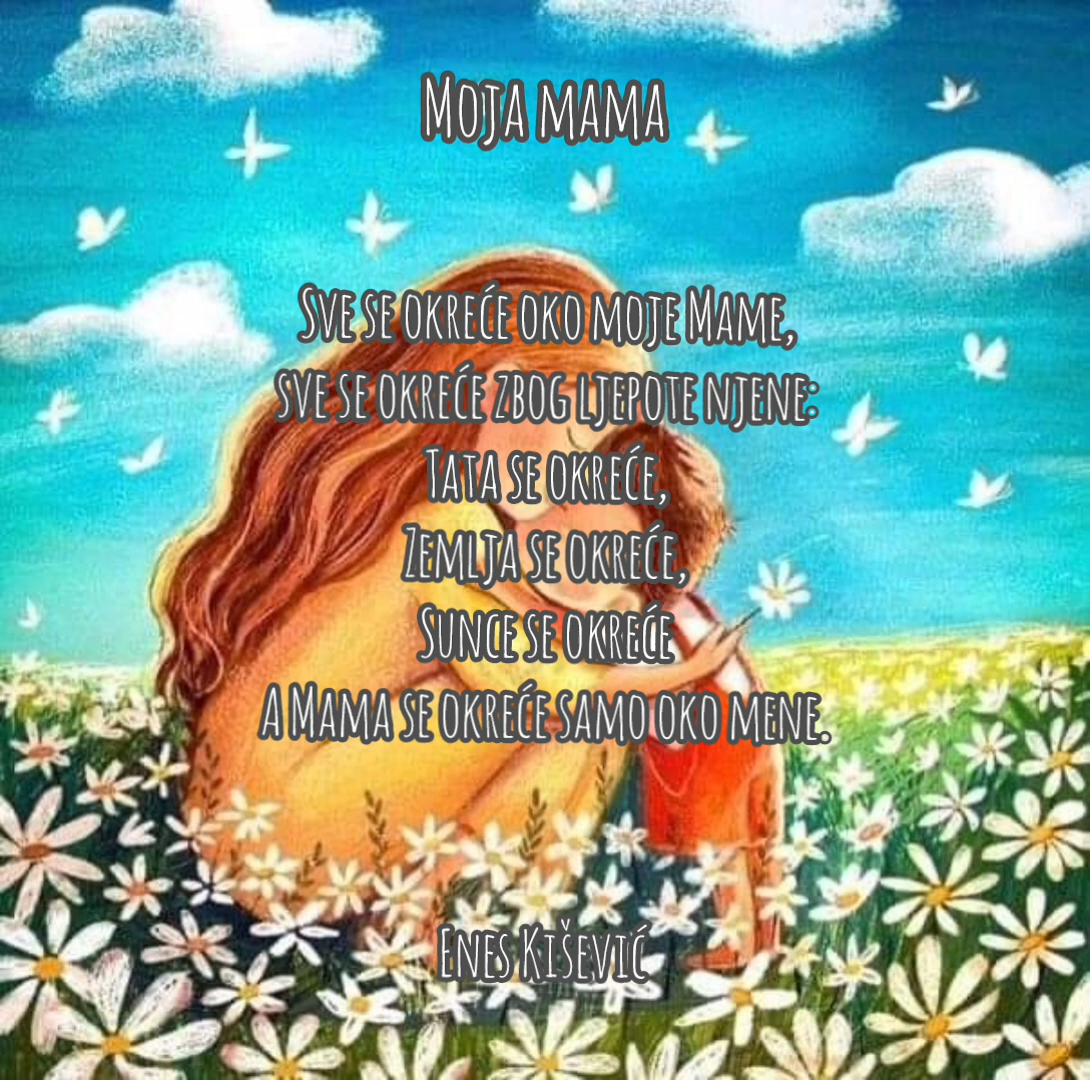 Moja mama
Sve se okreće oko moje Mame,
sve se okreće zbog ljepote njene:
Tata se okreće,
Zemlja se okreće,
Sunce se okreće
A Mama se okreće samo oko mene.
Enes Kišević